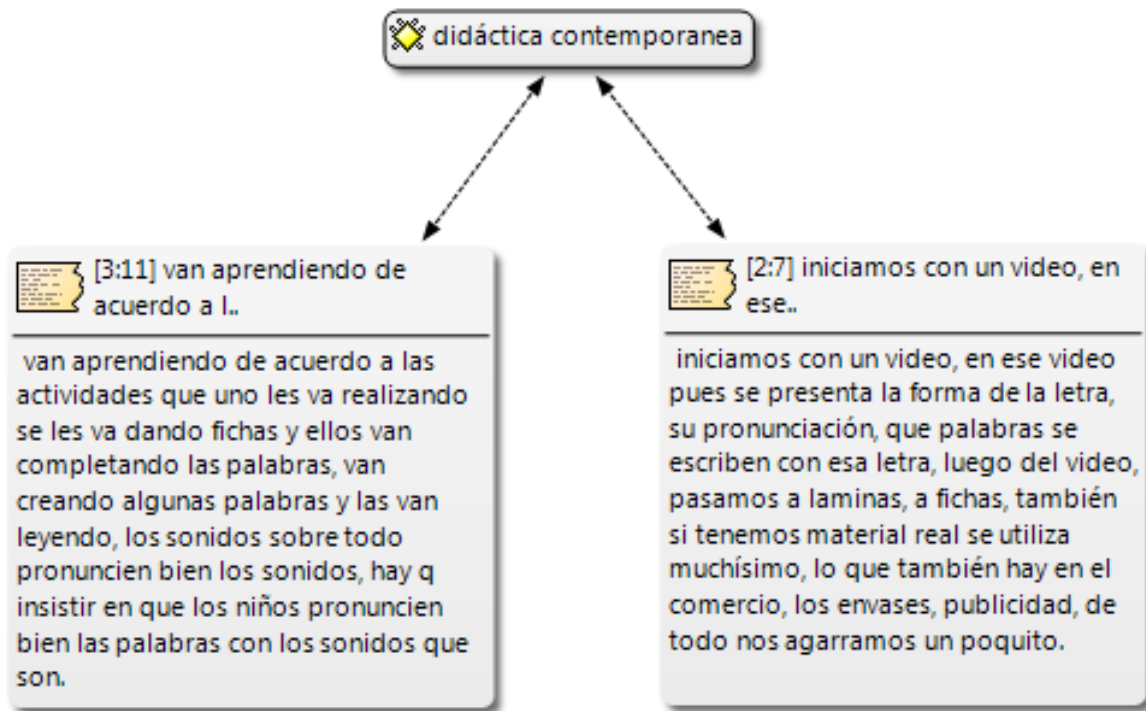 didáctica contemporanea
[3:11] van aprendiendo de
acuerdo a l..
van aprendiendo de acuerdo a las
actividades que uno les va realizando
se les va dando fichas y ellos van
completando las palabras, van
creando algunas palabras y las van
leyendo, los sonidos sobre todo
pronuncien bien los sonidos, hay q
insistir en que los niños pronuncien
bien las palabras con los sonidos que
son.
[2:7] iniciamos con un video, en
ese..
iniciamos con un video, en ese video
pues se presenta la forma de la letra,
su pronunciación, que palabras se
escriben con esa letra, luego del video,
pasamos a laminas, a fichas, también
si tenemos material real se utiliza
muchísimo, lo que también hay en el
comercio, los envases, publicidad, de
todo nos agarramos un poquito.